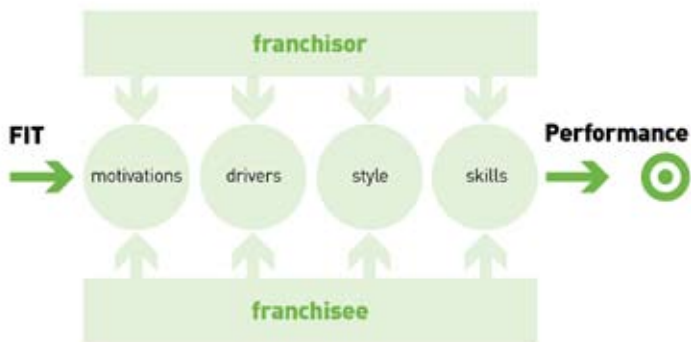 franchisor
FIT
Performance
motivations
drivers
style
skills
franchisee